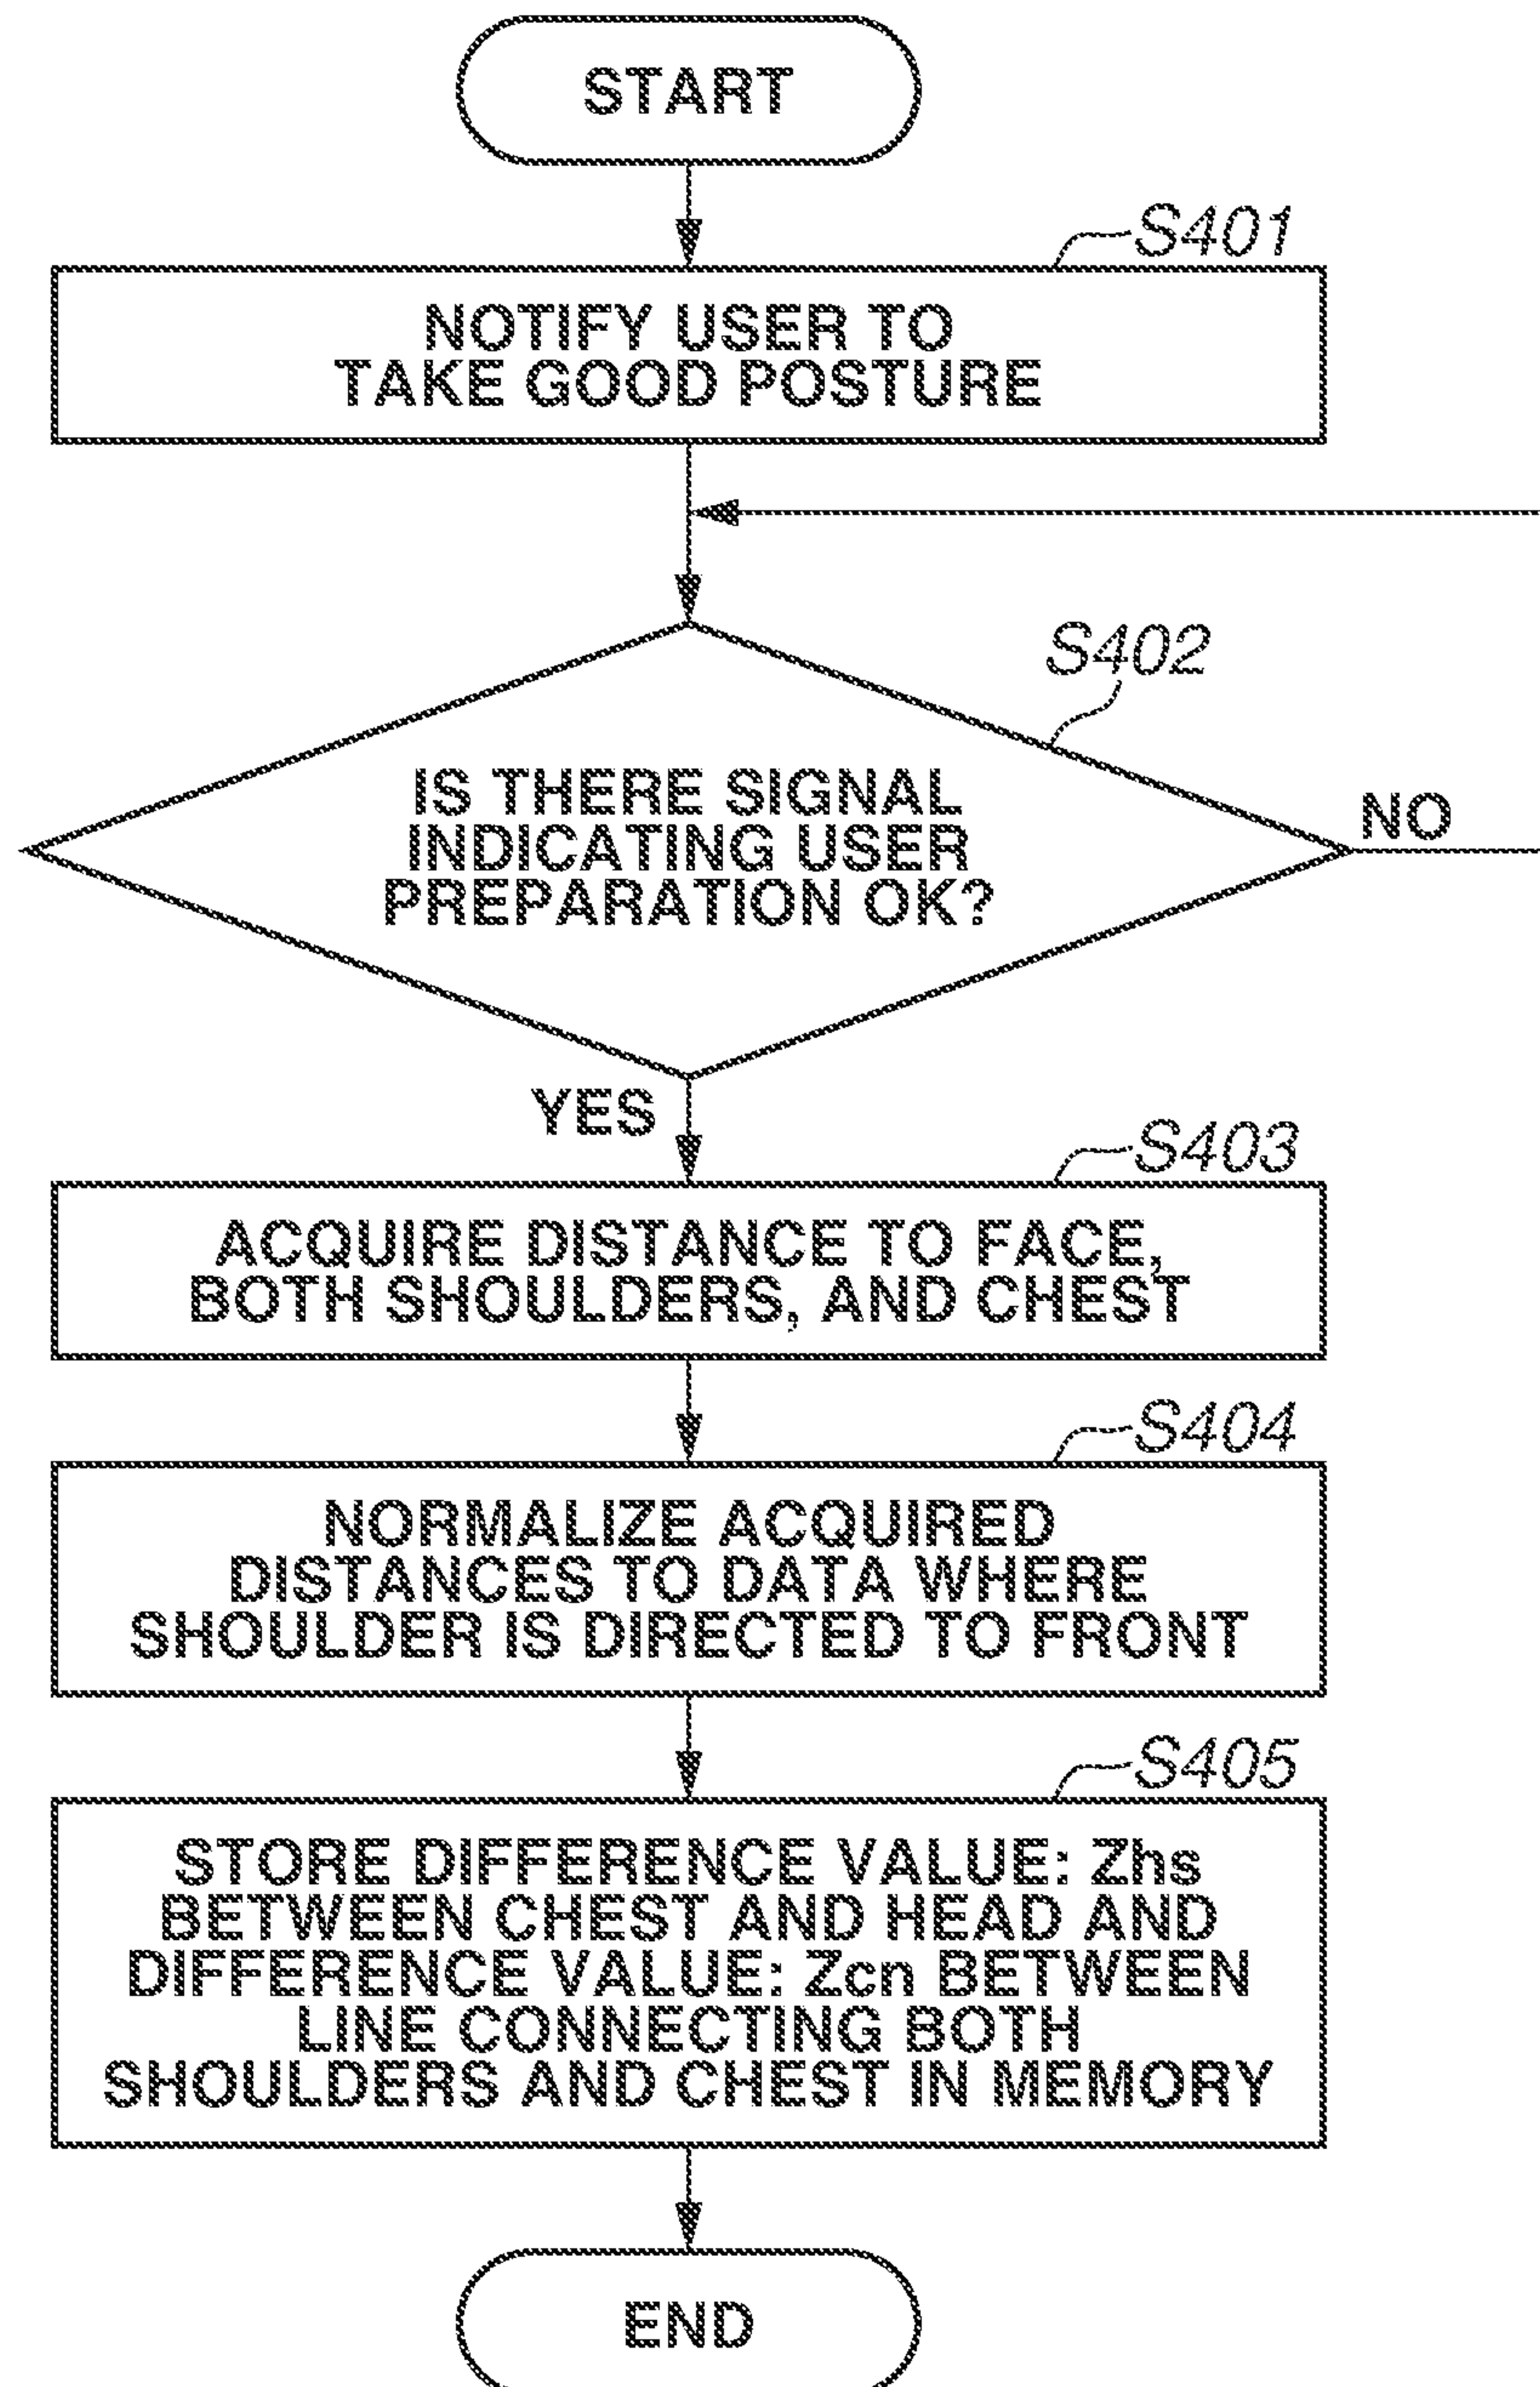 START
S401
NOTIFY USER TO
TAKE GOOD POSTURE
S402
IS THERE SIGNAL
INDICATING USER
PREPARATION OK?
NO
YES
S403
ACQUIRE DISTANCE TO FACE,
BOTH SHOULDERS, AND CHEST
S404
NORMALIZE ACQUIRED
DISTANCES TO DATA WHERE
SHOULDER IS DIRECTED TO FRONT
S405
STORE DIFFERENCE VALUE: Zhs
BETWEEN CHEST AND HEAD AND
DIFFERENCE VALUE: Zcn BETWEEN
LINE CONNECTING BOTH
SHOULDERS AND CHEST IN MEMORY
END